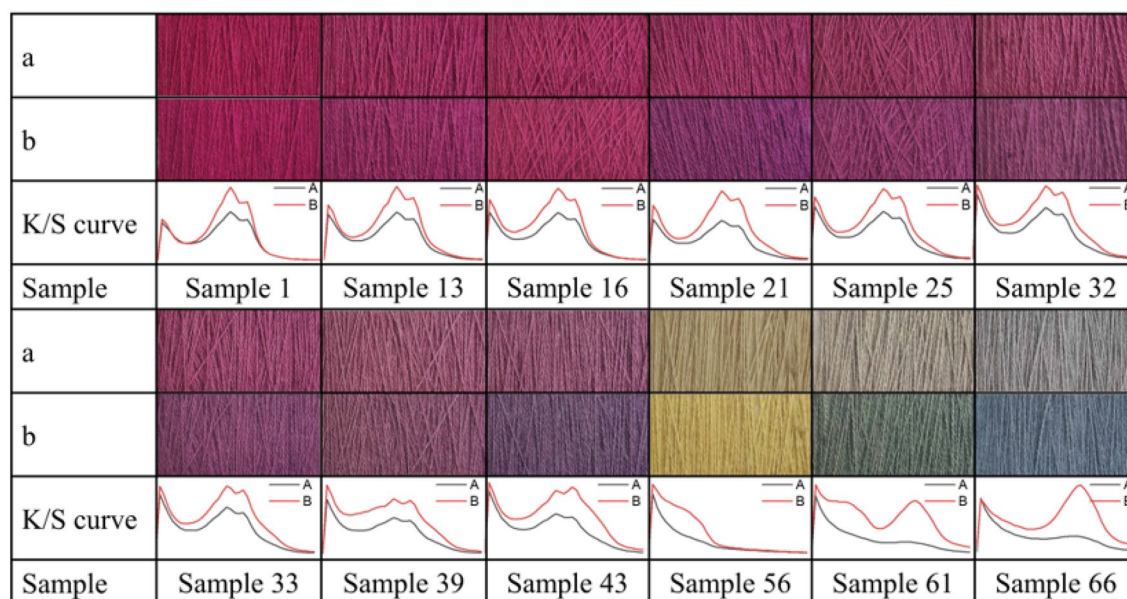 a
b
K/S curve
A
B
A
B
A
B
A
B
A
B
A
B
Sample
Sample 1
Sample 13
Sample 16
Sample 21
Sample 25
Sample 32
a
b
K/S curve
A
B
A
B
A
B
A
B
A
B
A
B
Sample
Sample 33
Sample 39
Sample 43
Sample 56
Sample 61
Sample 66